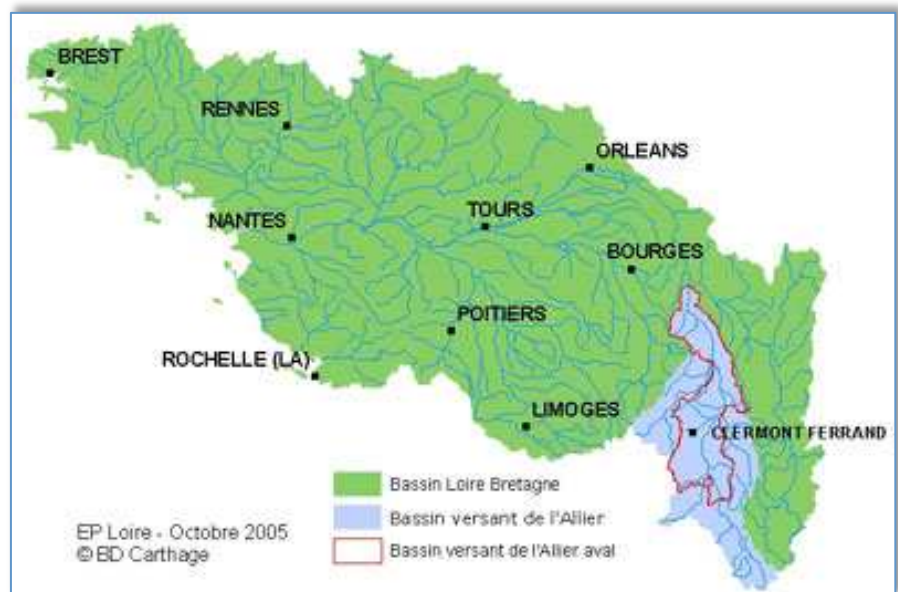 BREST
RENNES
ORLEANS
NANTES
TOURS
BOURGES
POITIERS
ROCHELLE (LA)
LIMOGES
CLERMONT FERRAND
Bassin Loire Bretagne
Bassin versant de l'Allier
Bassin versant de l'Allier aval
EP Loire - Octobre 2005
© BD Carthage